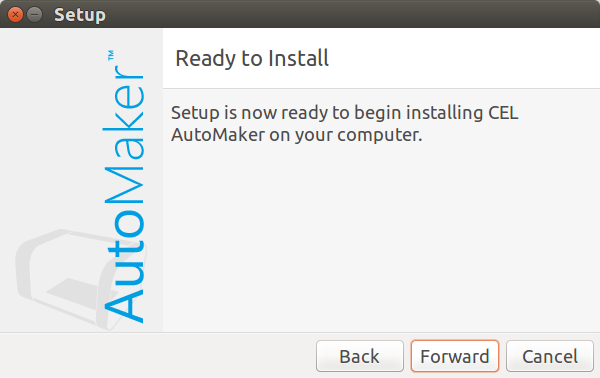 Setup
AutoMaker™
Ready to Install
Setup is now ready to begin installing CEL
AutoMaker on your computer.
Back
Forward
Cancel